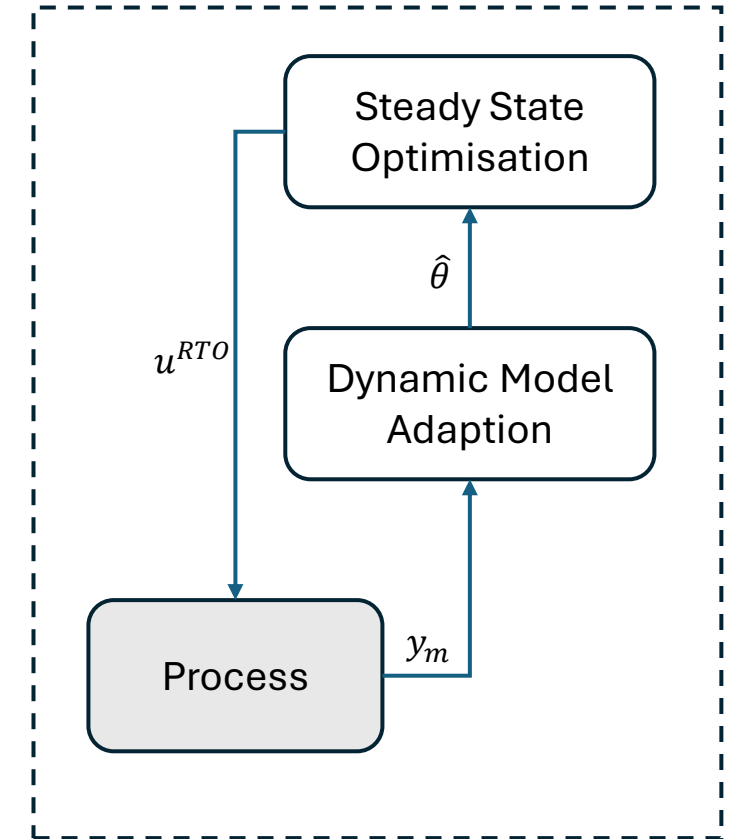 Steady State
Optimisation
θ̂
u^{RTO}
Dynamic Model
Adaption
y_m
Process